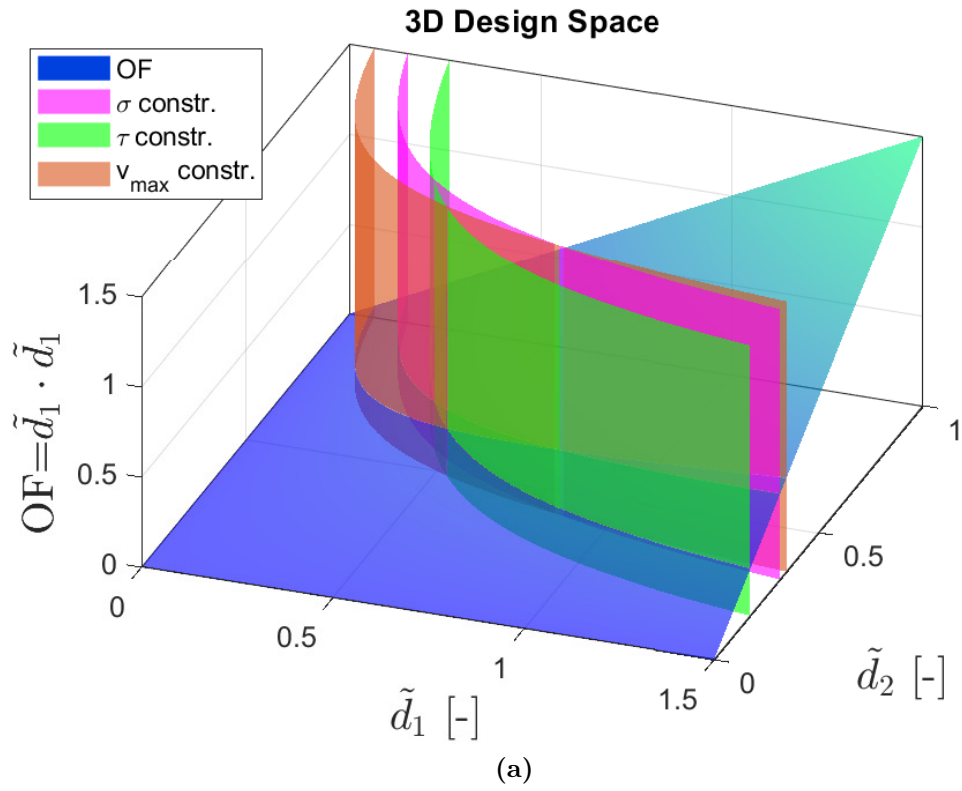 3D Design Space
OF
σ constr.
τ constr.
v_max constr.
1.5
1
0.5
0
OF=d̃₁ · d̃₁
0
0.5
1
1.5
d̃₁ [-]
0
0.5
1
d̃₂ [-]
(a)